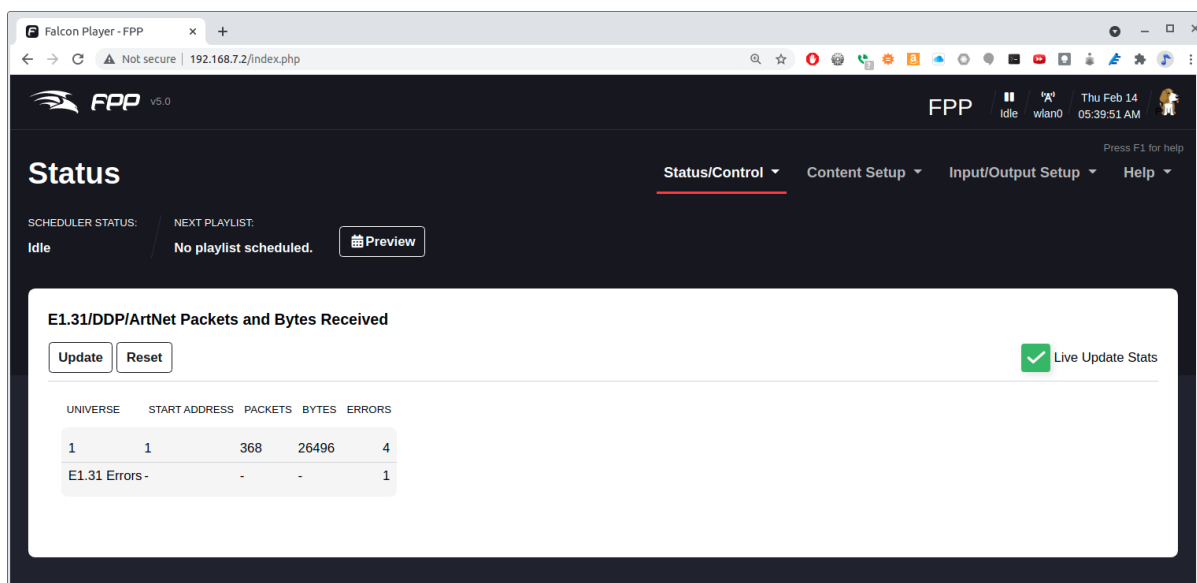 Falcon Player - FPP
Not secure | 192.168.7.2/index.php
FPP v5.0
FPP
Idle
wlan0
Thu Feb 14
05:39:51 AM
Press F1 for help
Status
Status/Control
Content Setup
Input/Output Setup
Help
SCHEDULER STATUS:
Idle
NEXT PLAYLIST:
No playlist scheduled.
Preview
E1.31/DDP/ArtNet Packets and Bytes Received
Update
Reset
Live Update Stats
UNIVERSE START ADDRESS PACKETS BYTES ERRORS
1 1 368 26496 4
E1.31 Errors - - - 1